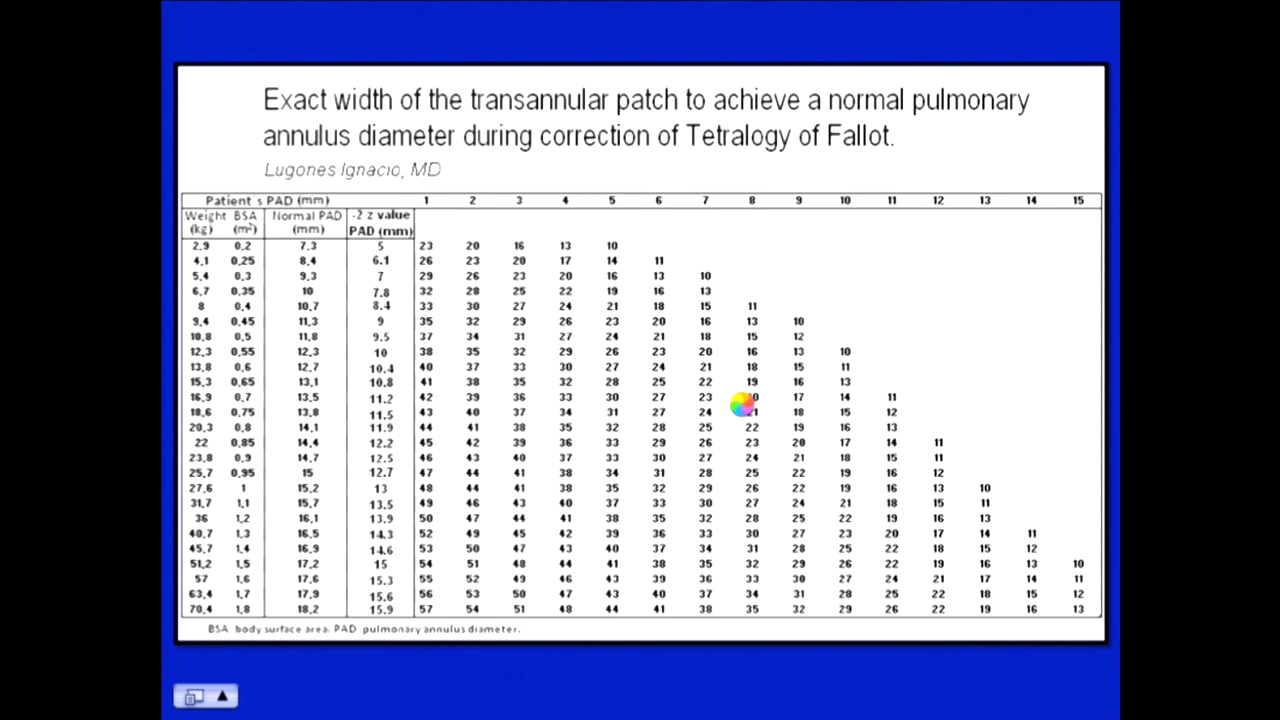 Exact width of the transannular patch to achieve a normal pulmonary
annulus diameter during correction of Tetralogy of Fallot.
Lugones Ignacio, MD
Patient's PAD (mm) 1 2 3 4 5 6 7 8 9 10 11 12 13 14 15
Weight BSA Normal PAD -2 z value
(kg) (m²) (mm) PAD (mm)
2,9 0,2 7,3 5 23 20 16 13 10
4,1 0,25 8,4 6.1 26 23 20 17 14 11
5,4 0,3 9,3 7 29 26 23 20 16 13 10
6,7 0,35 10 7.8 32 28 25 22 19 16 13
8 0,4 10,7 8.4 33 30 27 24 21 18 15 11
9,4 0,45 11,3 9 35 32 29 26 23 20 16 13 10
10,8 0,5 11,8 9.5 37 34 31 27 24 21 18 15 12
12,3 0,55 12,3 10 38 35 32 29 26 23 20 16 13 10
13,8 0,6 12,7 10.4 40 37 33 30 27 24 21 18 15 11
15,3 0,65 13,1 10.8 41 38 35 32 28 25 22 19 16 13
16,9 0,7 13,5 11.2 42 39 36 33 30 27 23 17 14 11
18,6 0,75 13,8 11.5 43 40 37 34 31 27 24 21 18 15 12
20,3 0,8 14,1 11.9 44 41 38 35 32 28 25 22 19 16 13
22 0,85 14,4 12.2 45 42 39 36 33 29 26 23 20 17 14 11
23,8 0,9 14,7 12.5 46 43 40 37 33 30 27 24 21 18 15 11
25,7 0,95 15 12.7 47 44 41 38 34 31 28 25 22 19 16 12
27,6 1 15,2 13 48 44 41 38 35 32 29 26 22 19 16 13 10
31,7 1,1 15,7 13.5 49 46 43 40 37 33 30 27 24 21 18 15 11
36 1,2 16,1 13.9 50 47 44 41 38 35 32 28 25 22 19 16 13
40,7 1,3 16,5 14.3 52 49 45 42 39 36 33 30 27 23 20 17 14 11
45,7 1,4 16,9 14.6 53 50 47 43 40 37 34 31 28 25 22 18 15 12
51,2 1,5 17,2 15 54 51 48 44 41 38 35 32 29 26 22 19 16 13 10
57 1,6 17,6 15.3 55 52 49 46 43 39 36 33 30 27 24 21 17 14 11
63,4 1,7 17,9 15.6 56 53 50 47 43 40 37 34 31 28 25 22 18 15 12
70,4 1,8 18,2 15.9 57 54 51 48 44 41 38 35 32 29 26 22 19 16 13
BSA body surface area. PAD pulmonary annulus diameter.